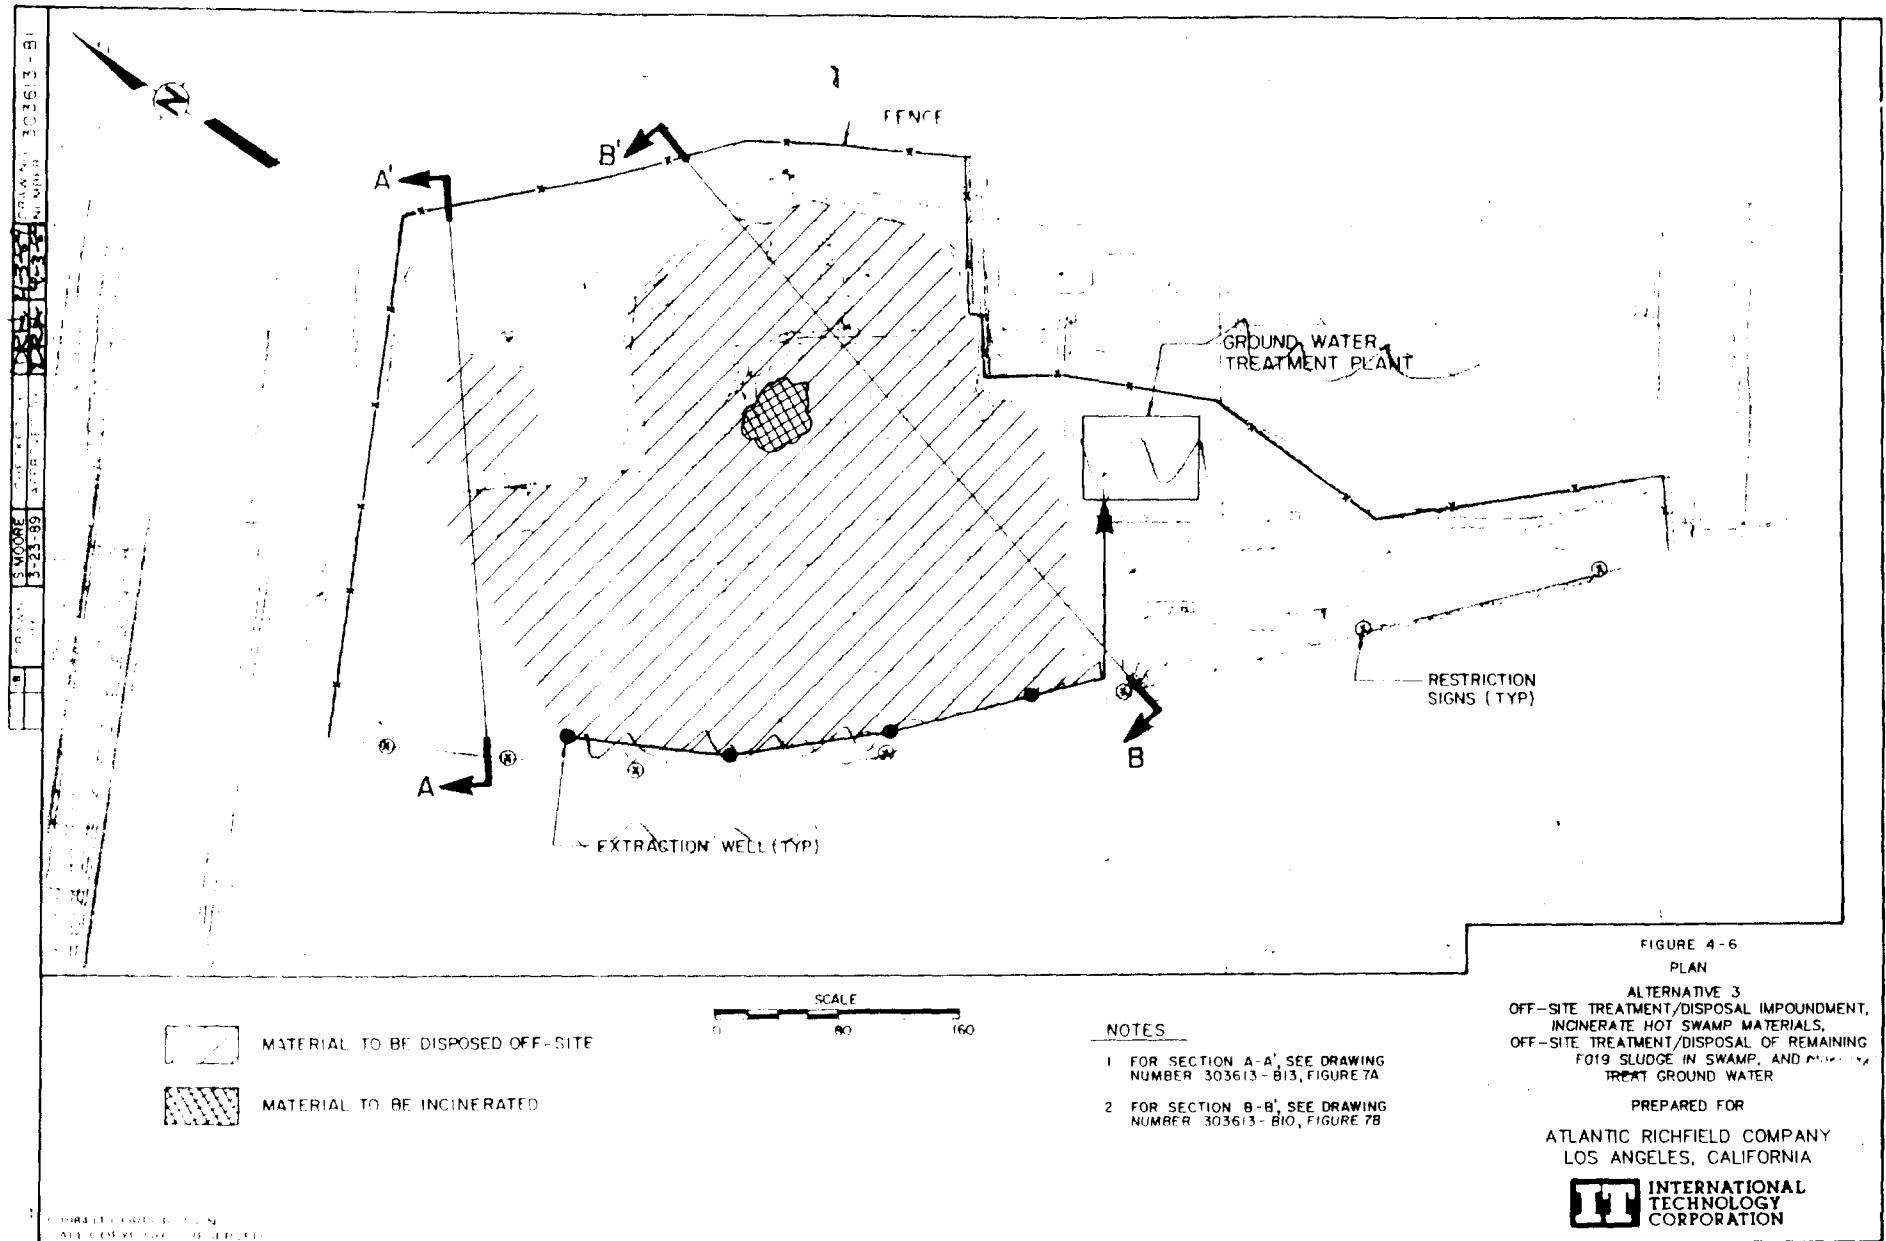 DRAWING
NUMBER 303613-B1
S MOORE
3-23-89
N
A'
B'
FENCE
GROUND WATER
TREATMENT PLANT
RESTRICTION
SIGNS (TYP)
B
A
EXTRACTION WELL (TYP)
SCALE
0 80 160
MATERIAL TO BE DISPOSED OFF-SITE
MATERIAL TO BE INCINERATED
NOTES
1 FOR SECTION A-A', SEE DRAWING
NUMBER 303613-B13, FIGURE 7A
2 FOR SECTION B-B', SEE DRAWING
NUMBER 303613-B10, FIGURE 7B
FIGURE 4-6
PLAN
ALTERNATIVE 3
OFF-SITE TREATMENT/DISPOSAL IMPOUNDMENT,
INCINERATE HOT SWAMP MATERIALS,
OFF-SITE TREATMENT/DISPOSAL OF REMAINING
F019 SLUDGE IN SWAMP, AND
TREAT GROUND WATER
PREPARED FOR
ATLANTIC RICHFIELD COMPANY
LOS ANGELES, CALIFORNIA
IT INTERNATIONAL
TECHNOLOGY
CORPORATION